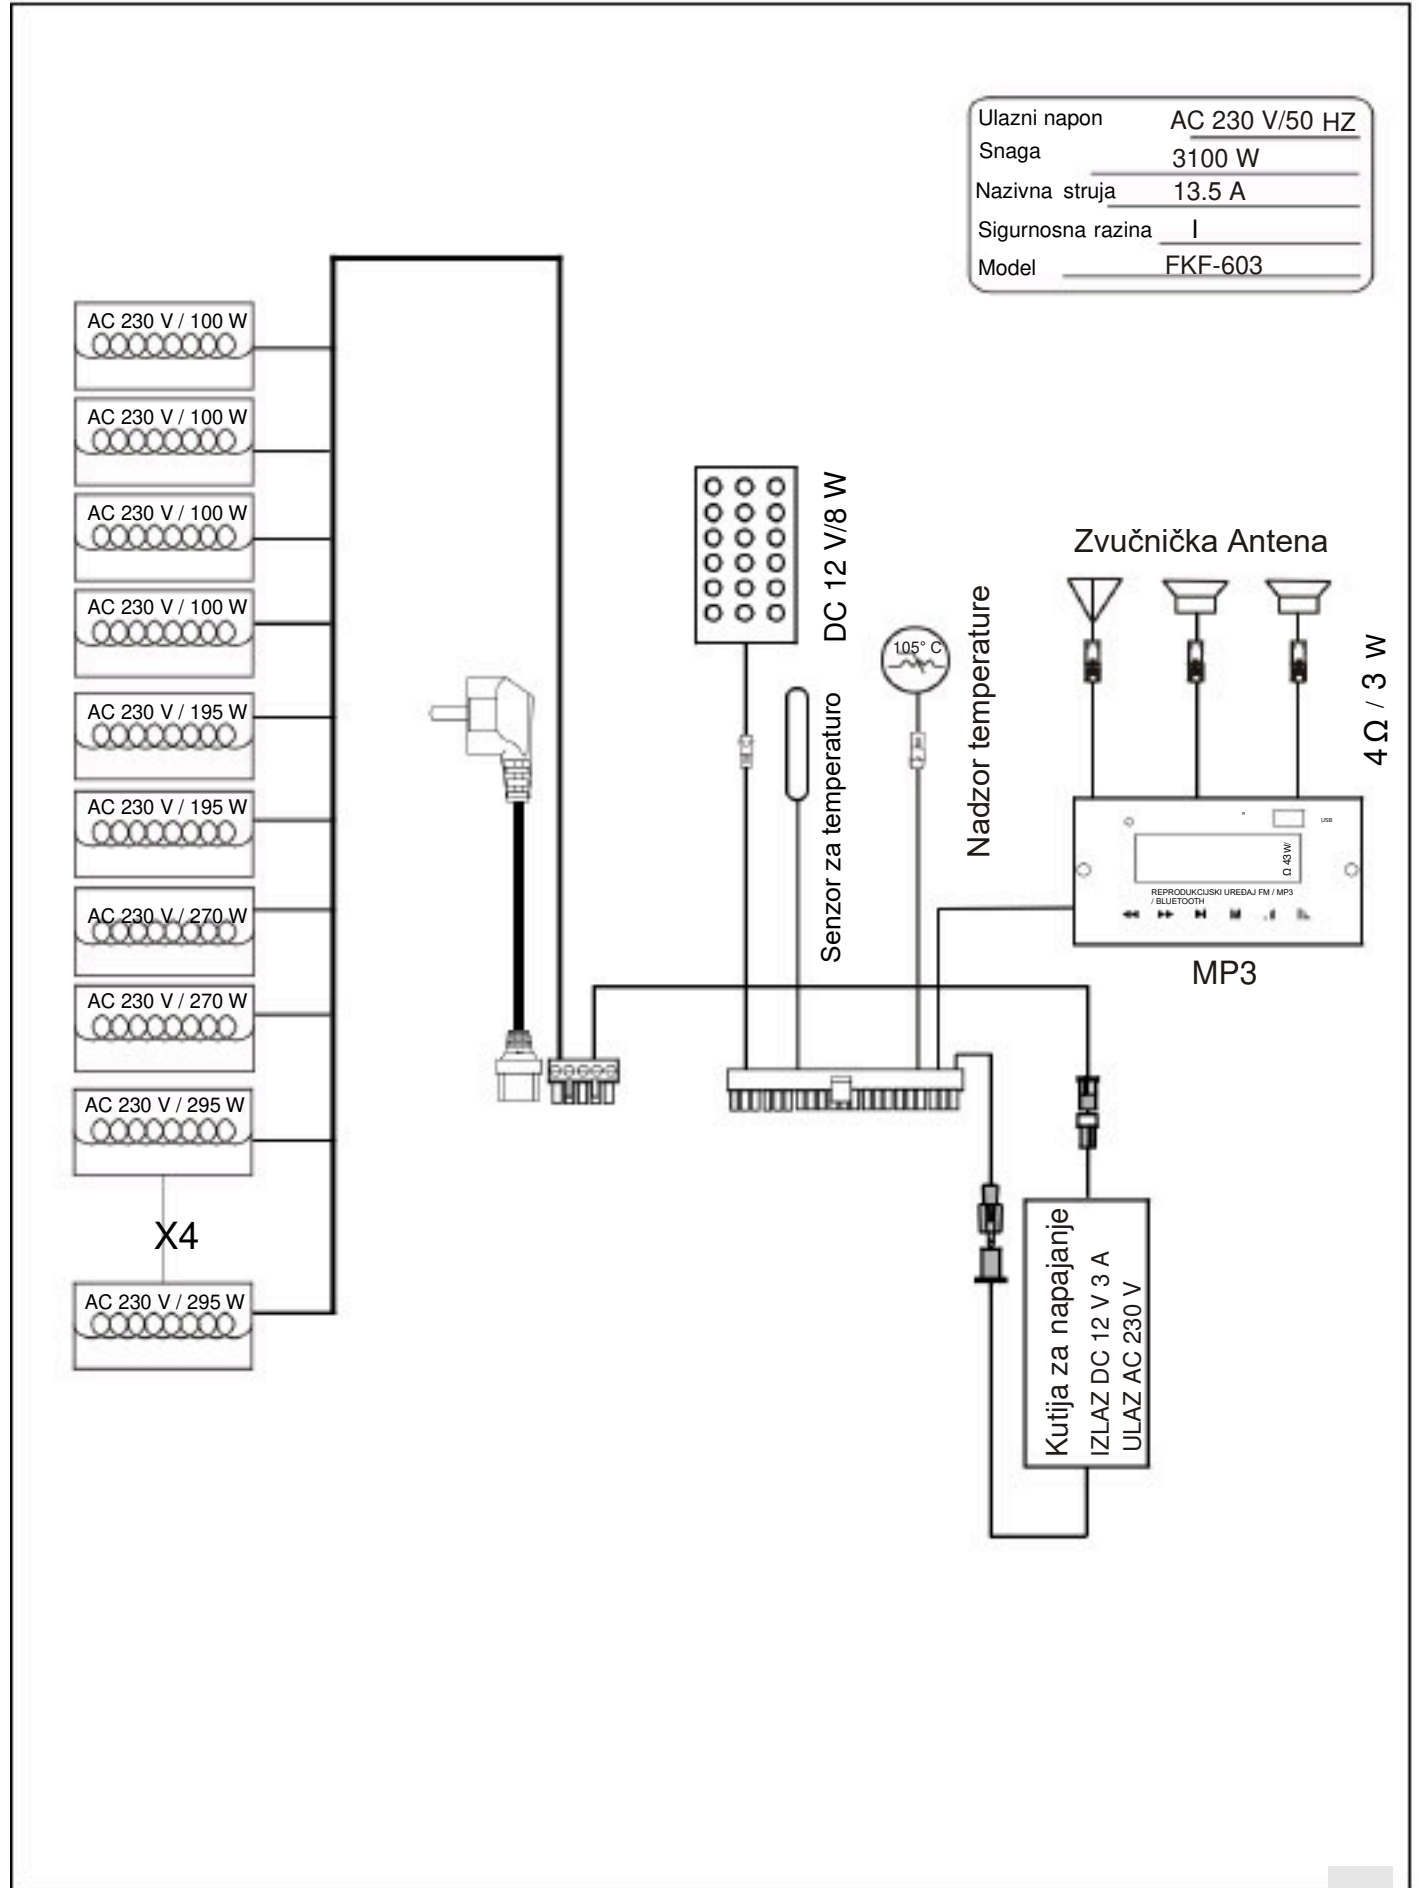 Ulazni napon AC 230 V/50 HZ
Snaga 3100 W
Nazivna struja 13.5 A
Sigurnosna razina I
Model FKF-603
AC 230 V / 100 W
AC 230 V / 100 W
AC 230 V / 100 W
AC 230 V / 100 W
AC 230 V / 195 W
AC 230 V / 195 W
AC 230 V / 270 W
AC 230 V / 270 W
AC 230 V / 295 W
X4
AC 230 V / 295 W
DC 12 V/8 W
Senzor za temperaturo
105° C
Nadzor temperature
Zvučnička Antena
4 Ω / 3 W
USB
Ω 43W/
REPRODUKCIJSKI UREĐAJ FM / MP3
/ BLUETOOTH
MP3
Kutija za napajanje
IZLAZ DC 12 V 3 A
ULAZ AC 230 V